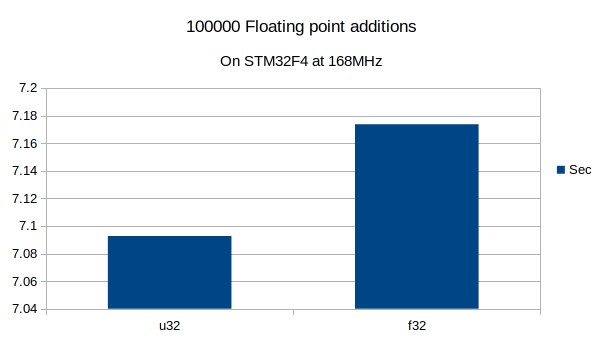 100000 Floating point additions
On STM32F4 at 168MHz
7.2
7.18
7.16
7.14
7.12
7.1
7.08
7.06
7.04
Sec
u32 f32